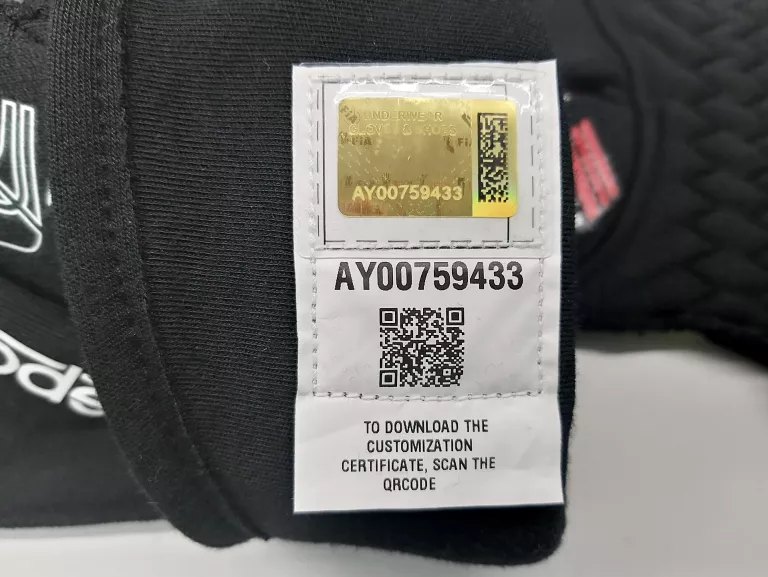 UNDERWEAR
FIA
FIA
AY00759433
AY00759433
TO DOWNLOAD THE
CUSTOMIZATION
CERTIFICATE, SCAN THE
QRCODE